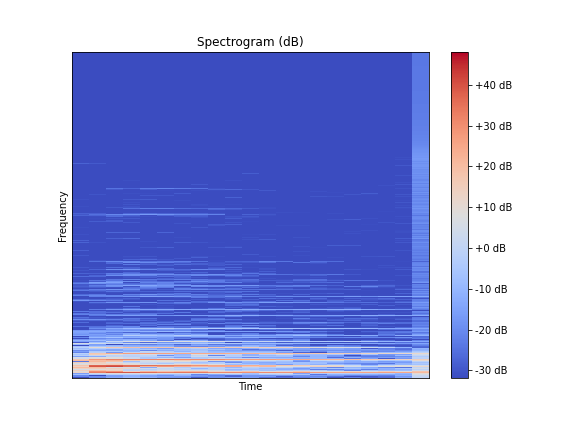 Spectrogram (dB)
Frequency
Time
+40 dB
+30 dB
+20 dB
+10 dB
+0 dB
-10 dB
-20 dB
-30 dB